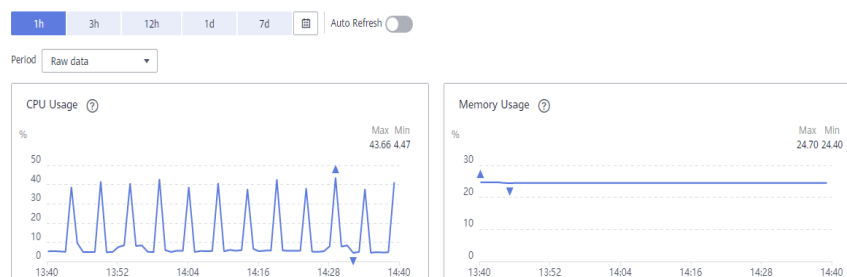 1h 3h 12h 1d 7d Auto Refresh
Period Raw data
CPU Usage ?
%
Max Min
43.66 4.47
50
40
30
20
10
0
13:40 13:52 14:04 14:16 14:28 14:40
Memory Usage ?
%
Max Min
24.70 24.40
30
20
10
0
13:40 13:52 14:04 14:16 14:28 14:40